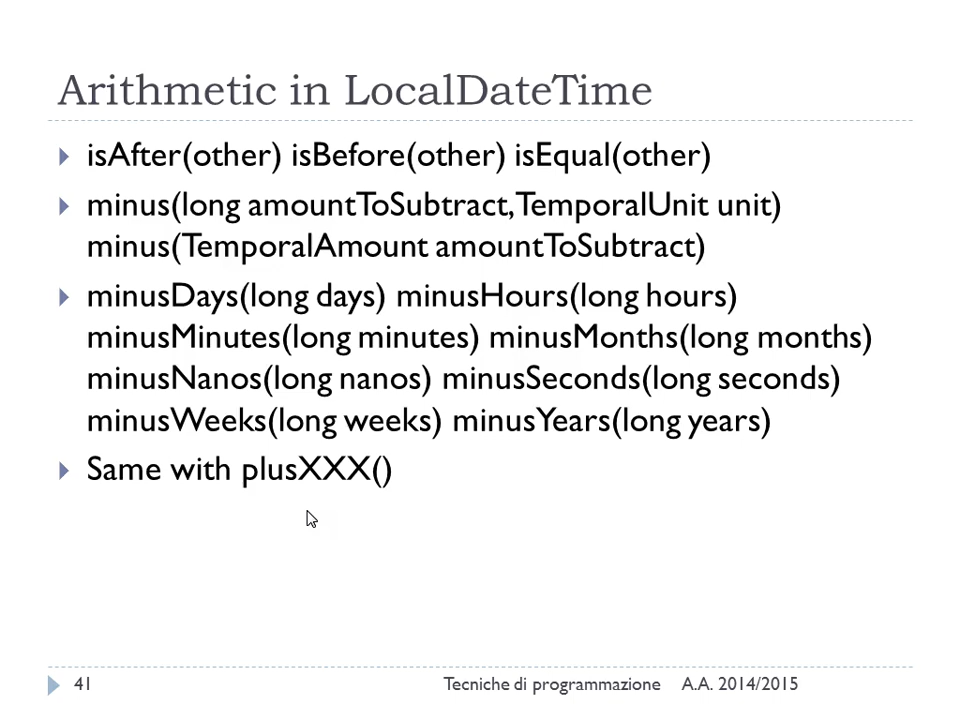 Arithmetic in LocalDateTime
isAfter(other) isBefore(other) isEqual(other)
minus(long amountToSubtract, TemporalUnit unit)
minus(TemporalAmount amountToSubtract)
minusDays(long days) minusHours(long hours)
minusMinutes(long minutes) minusMonths(long months)
minusNanos(long nanos) minusSeconds(long seconds)
minusWeeks(long weeks) minusYears(long years)
Same with plusXXX()
41 Tecniche di programmazione A.A. 2014/2015